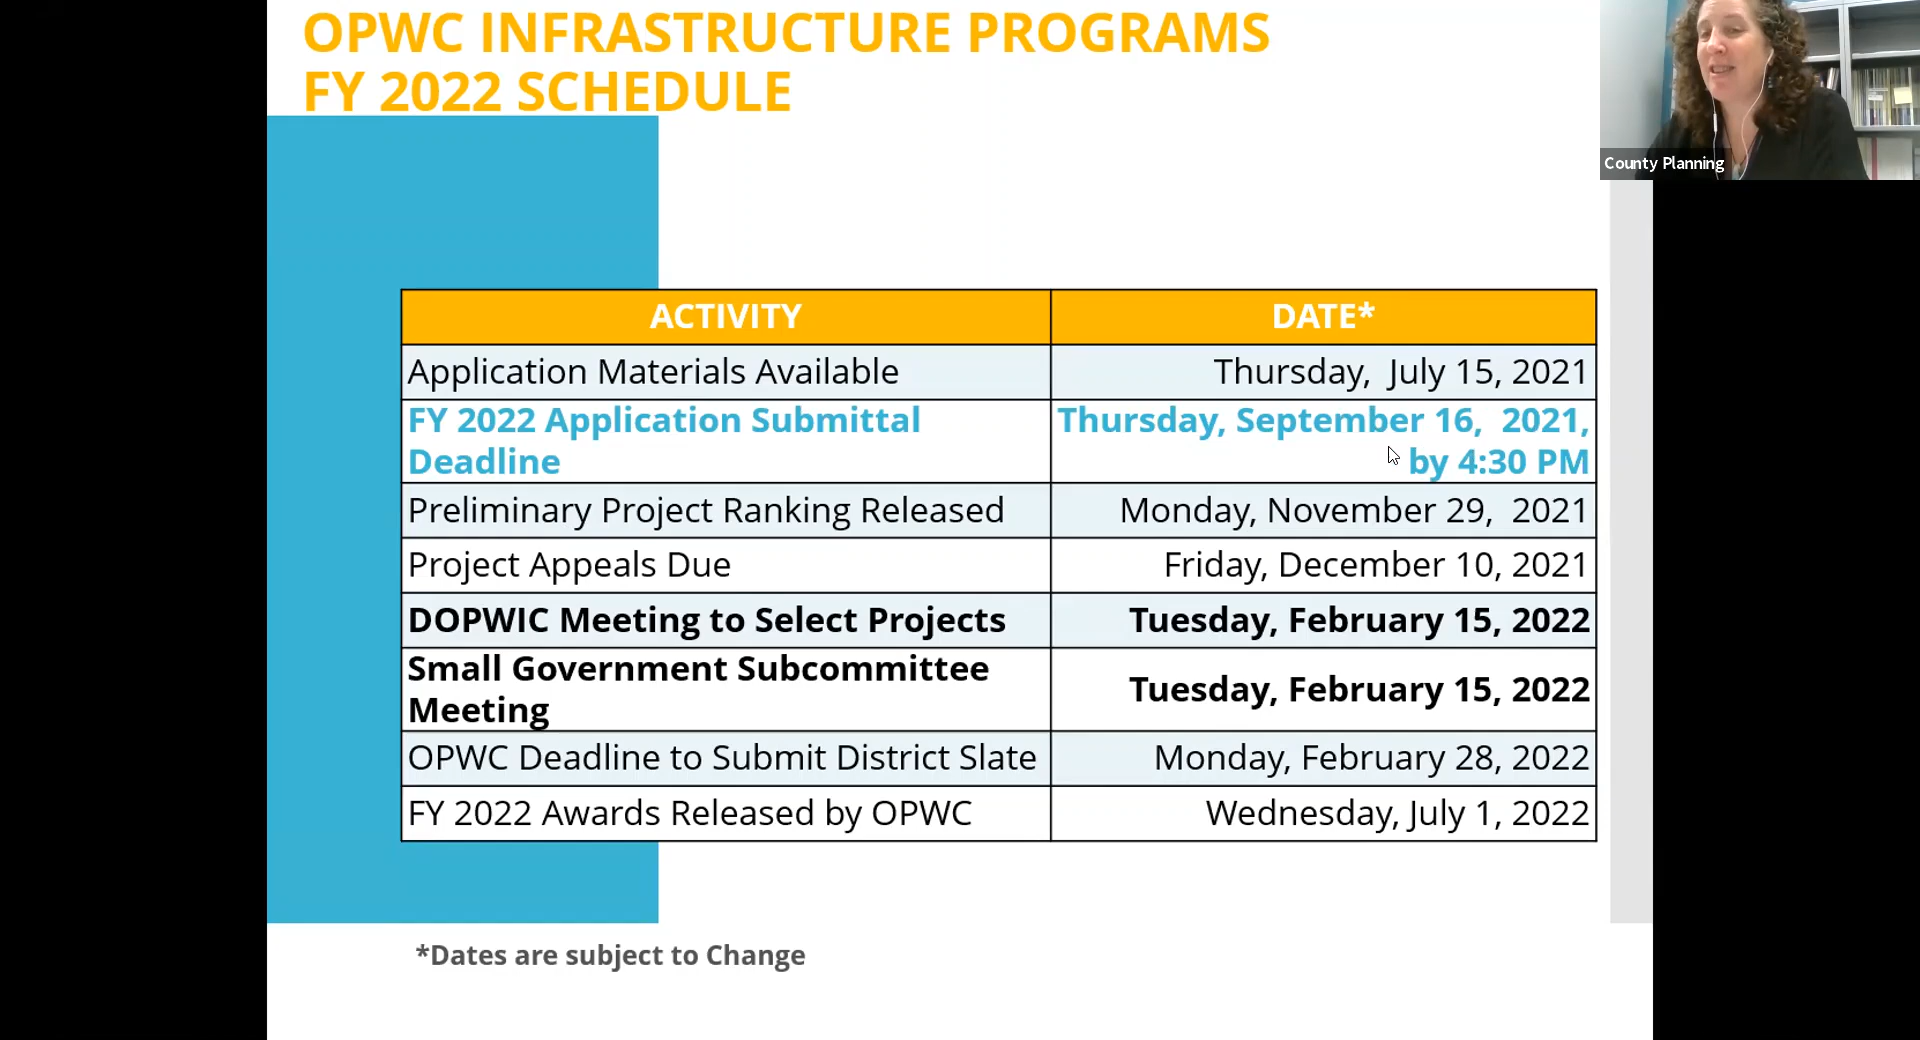 OPWC INFRASTRUCTURE PROGRAMS
FY 2022 SCHEDULE
County Planning
ACTIVITY
DATE*
Application Materials Available
Thursday,  July 15, 2021
FY 2022 Application Submittal
Deadline
Thursday, September 16,  2021,
by 4:30 PM
Preliminary Project Ranking Released
Monday, November 29,  2021
Project Appeals Due
Friday, December 10, 2021
DOPWIC Meeting to Select Projects
Tuesday, February 15, 2022
Small Government Subcommittee
Meeting
Tuesday, February 15, 2022
OPWC Deadline to Submit District Slate
Monday, February 28, 2022
FY 2022 Awards Released by OPWC
Wednesday, July 1, 2022
*Dates are subject to Change